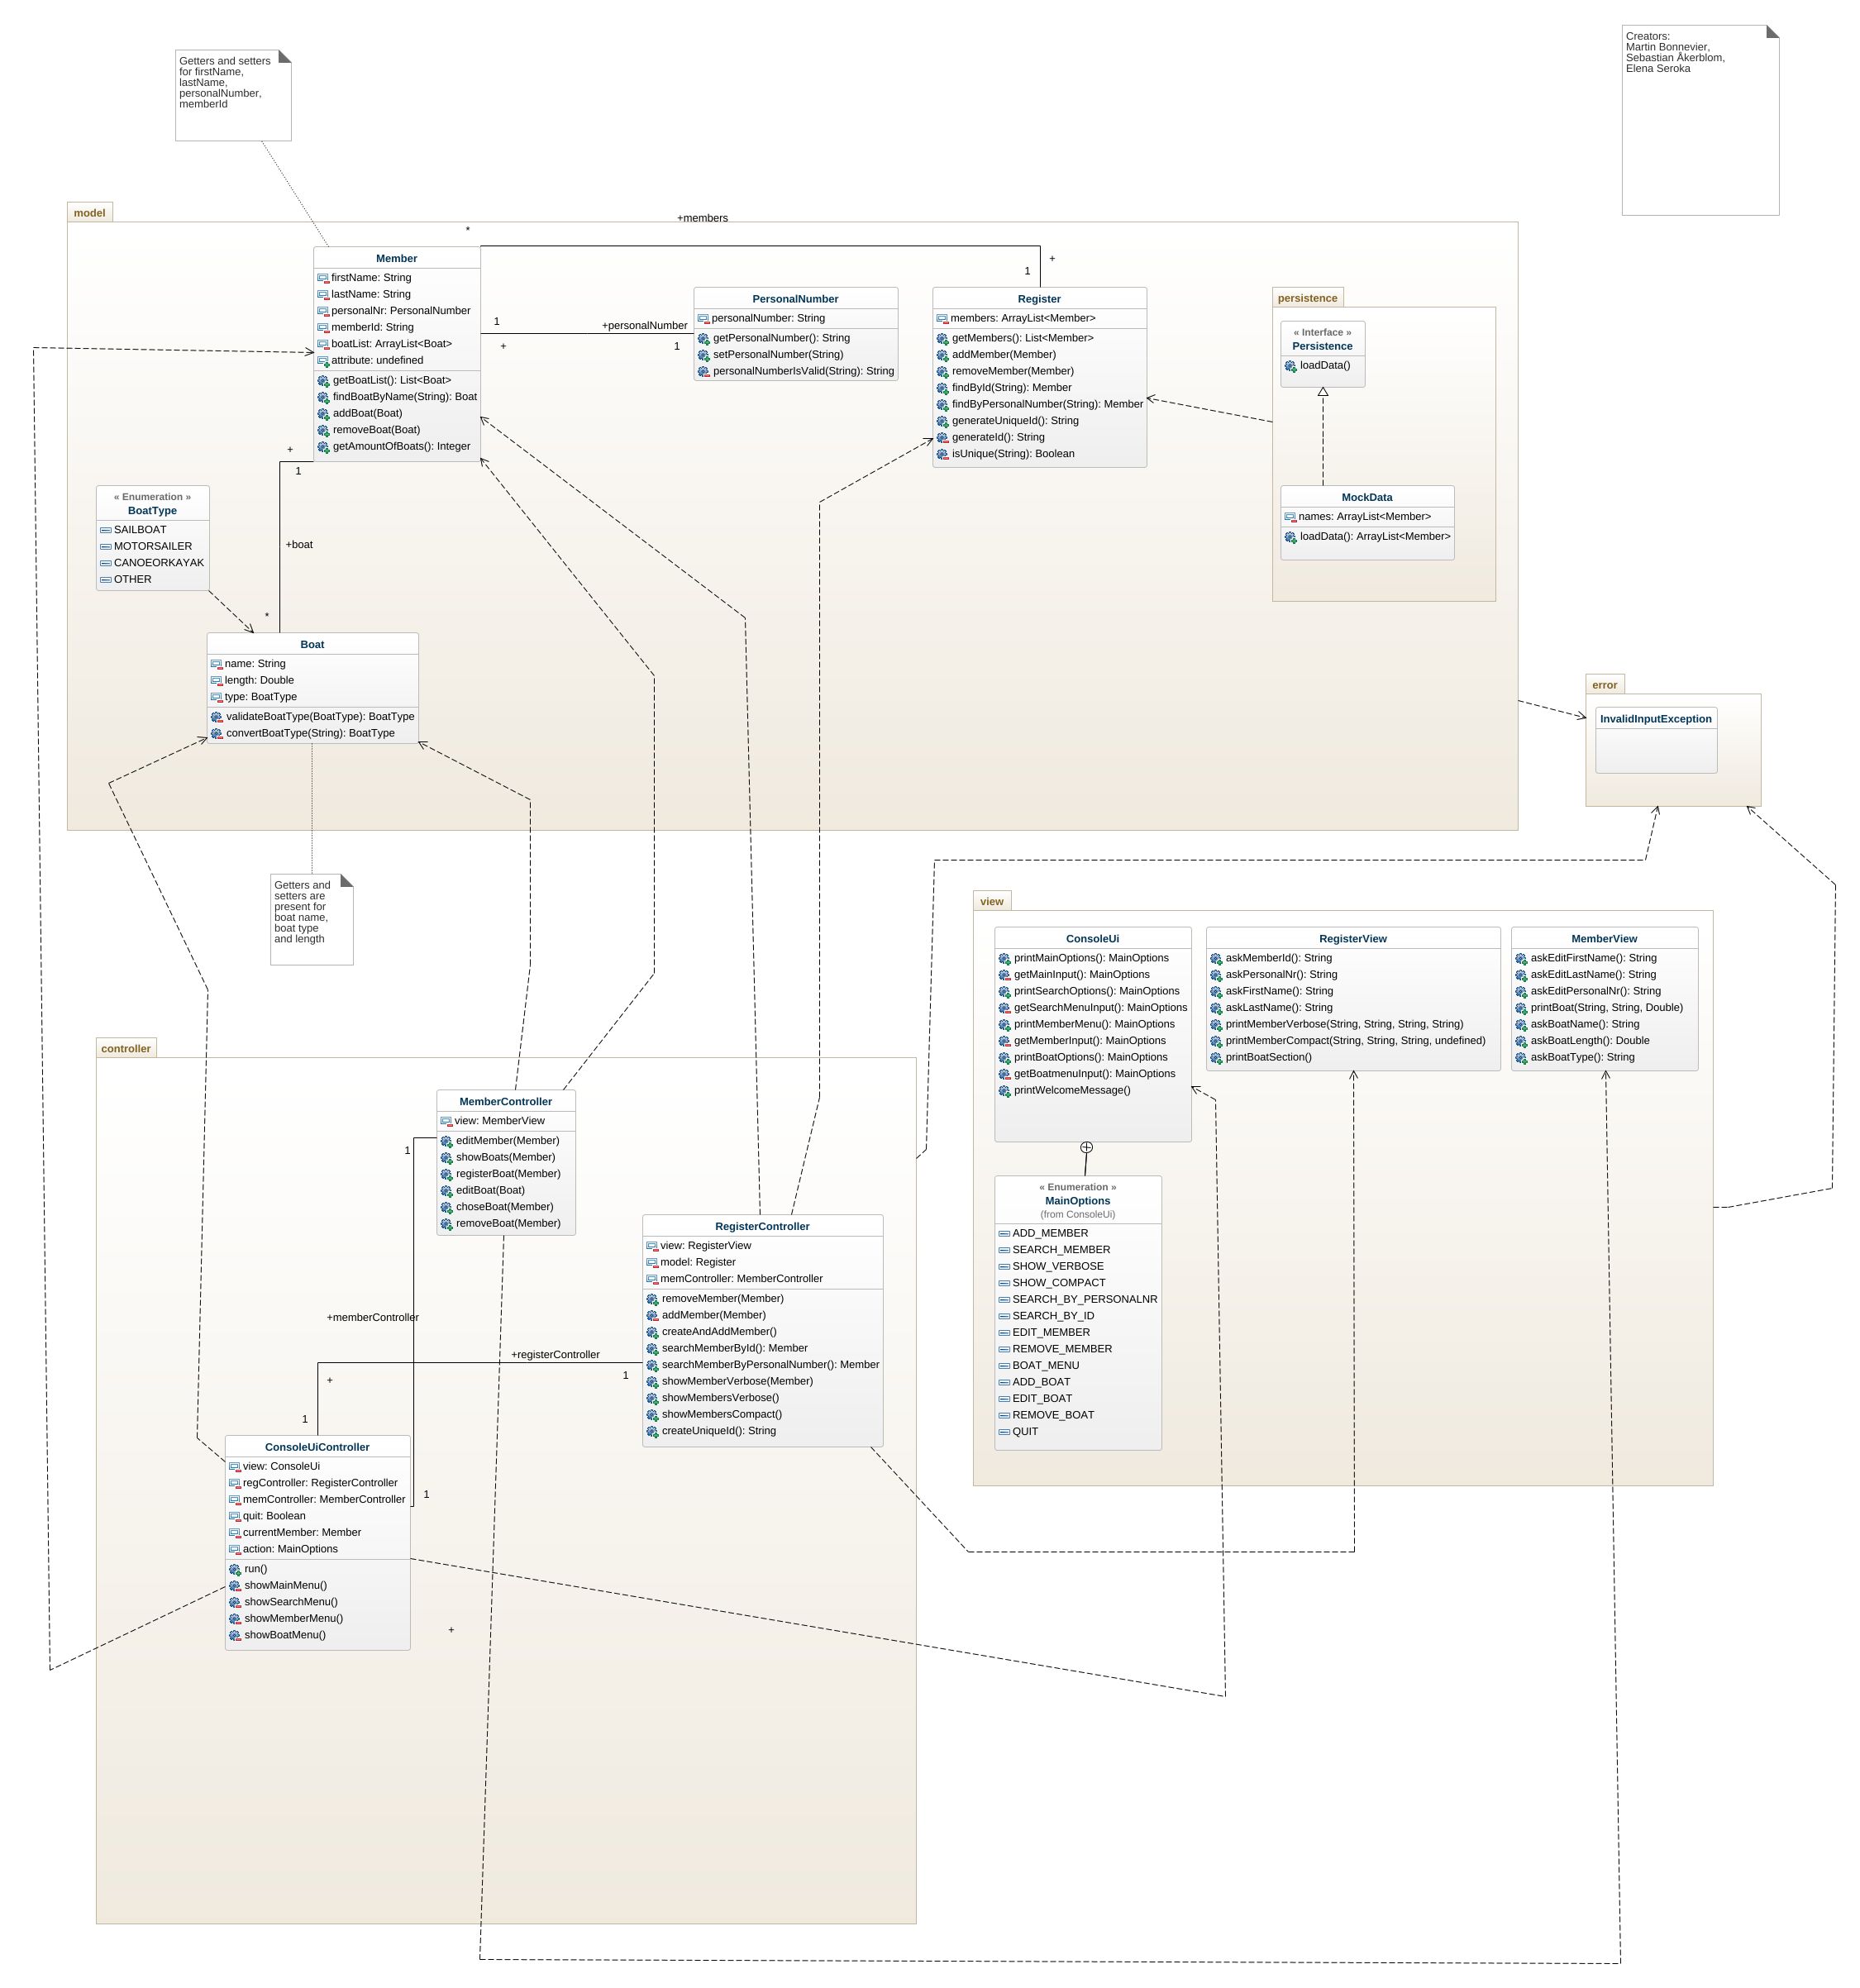 Creators:
Martin Bonnevier,
Sebastian Åkerblom,
Elena Seroka
Getters and setters
for firstName,
lastName,
personalNumber,
memberId
model
+members
*
+
1
Member
firstName: String
lastName: String
personalNr: PersonalNumber
memberId: String
boatList: ArrayList<Boat>
attribute: undefined
getBoatList(): List<Boat>
findBoatByName(String): Boat
addBoat(Boat)
removeBoat(Boat)
getAmountOfBoats(): Integer
1
+personalNumber
+
1
PersonalNumber
personalNumber: String
getPersonalNumber(): String
setPersonalNumber(String)
personalNumberIsValid(String): String
Register
members: ArrayList<Member>
getMembers(): List<Member>
addMember(Member)
removeMember(Member)
findById(String): Member
findByPersonalNumber(String): Member
generateUniqueId(): String
generateId(): String
isUnique(String): Boolean
persistence
« Interface »
Persistence
loadData()
MockData
names: ArrayList<Member>
loadData(): ArrayList<Member>
+
1
+boat
*
« Enumeration »
BoatType
SAILBOAT
MOTORSAILER
CANOEORKAYAK
OTHER
Boat
name: String
length: Double
type: BoatType
validateBoatType(BoatType): BoatType
convertBoatType(String): BoatType
error
InvalidInputException
Getters and
setters are
present for
boat name,
boat type
and length
view
ConsoleUi
printMainOptions(): MainOptions
getMainInput(): MainOptions
printSearchOptions(): MainOptions
getSearchMenuInput(): MainOptions
printMemberMenu(): MainOptions
getMemberInput(): MainOptions
printBoatOptions(): MainOptions
getBoatmenuInput(): MainOptions
printWelcomeMessage()
RegisterView
askMemberId(): String
askPersonalNr(): String
askFirstName(): String
askLastName(): String
printMemberVerbose(String, String, String, String)
printMemberCompact(String, String, String, undefined)
printBoatSection()
MemberView
askEditFirstName(): String
askEditLastName(): String
askEditPersonalNr(): String
printBoat(String, String, Double)
askBoatName(): String
askBoatLength(): Double
askBoatType(): String
« Enumeration »
MainOptions
(from ConsoleUi)
ADD_MEMBER
SEARCH_MEMBER
SHOW_VERBOSE
SHOW_COMPACT
SEARCH_BY_PERSONALNR
SEARCH_BY_ID
EDIT_MEMBER
REMOVE_MEMBER
BOAT_MENU
ADD_BOAT
EDIT_BOAT
REMOVE_BOAT
QUIT
controller
MemberController
view: MemberView
editMember(Member)
showBoats(Member)
registerBoat(Member)
editBoat(Boat)
choseBoat(Member)
removeBoat(Member)
1
+memberController
RegisterController
view: RegisterView
model: Register
memController: MemberController
removeMember(Member)
addMember(Member)
createAndAddMember()
searchMemberById(): Member
searchMemberByPersonalNumber(): Member
showMemberVerbose(Member)
showMembersVerbose()
showMembersCompact()
createUniqueId(): String
+registerController
1
+
1
ConsoleUiController
view: ConsoleUi
regController: RegisterController
memController: MemberController
quit: Boolean
currentMember: Member
action: MainOptions
run()
showMainMenu()
showSearchMenu()
showMemberMenu()
showBoatMenu()
1
+